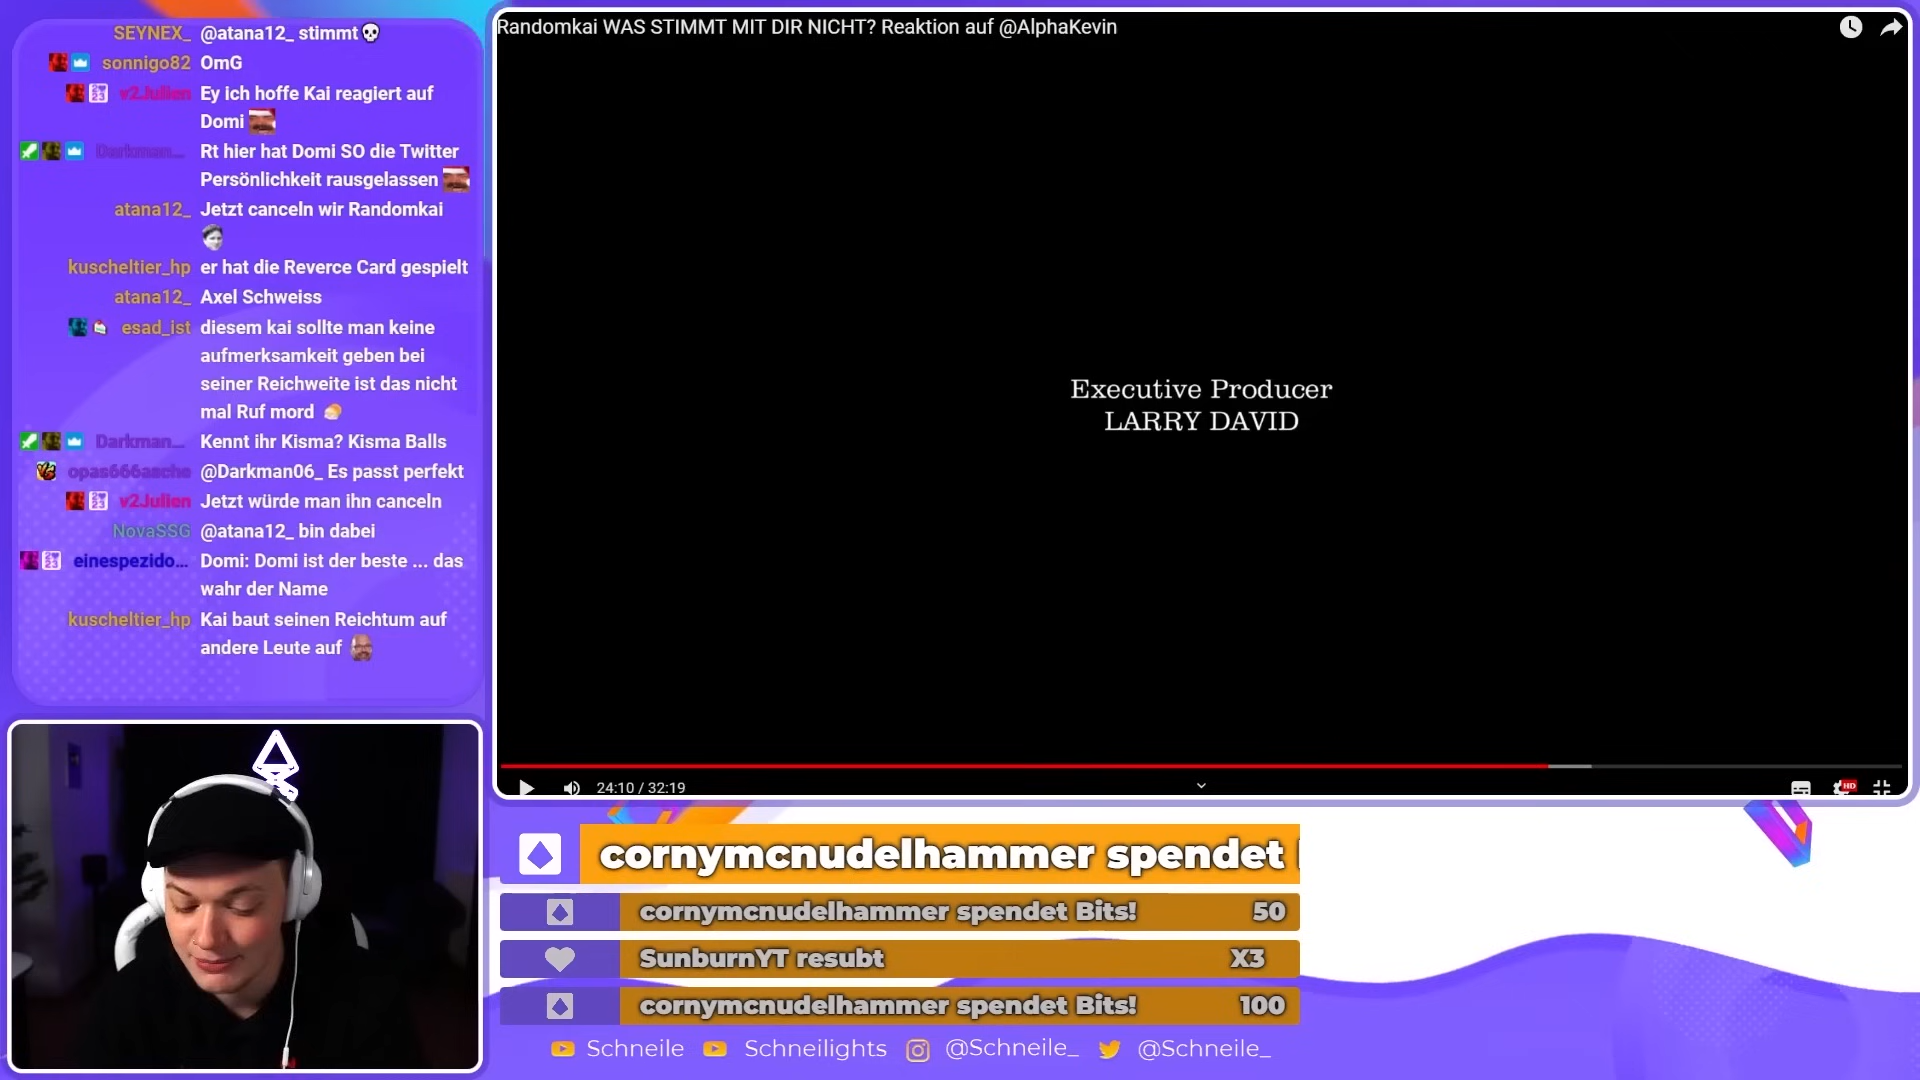 SEYNEX_ @atana12_ stimmt
sonnigo82 OmG
v2Julien Ey ich hoffe Kai reagiert auf
Domi
Darkman... Rt hier hat Domi SO die Twitter
Persönlichkeit rausgelassen
atana12_ Jetzt canceln wir Randomkai
kuscheltier_hp er hat die Reverce Card gespielt
atana12_ Axel Schweiss
esad_ist diesem kai sollte man keine
aufmerksamkeit geben bei
seiner Reichweite ist das nicht
mal Ruf mord
Darkman... Kennt ihr Kisma? Kisma Balls
opas666asche @Darkman06_ Es passt perfekt
v2Julien Jetzt würde man ihn canceln
NovaSSG @atana12_ bin dabei
einespezido... Domi: Domi ist der beste ... das
wahr der Name
kuscheltier_hp Kai baut seinen Reichtum auf
andere Leute auf
Randomkai WAS STIMMT MIT DIR NICHT? Reaktion auf @AlphaKevin
Executive Producer
LARRY DAVID
24:10 / 32:19
HD
cornymcnudelhammer spendet
cornymcnudelhammer spendet Bits! 50
SunburnYT resubt X3
cornymcnudelhammer spendet Bits! 100
Schneile Schneilights @Schneile_ @Schneile_